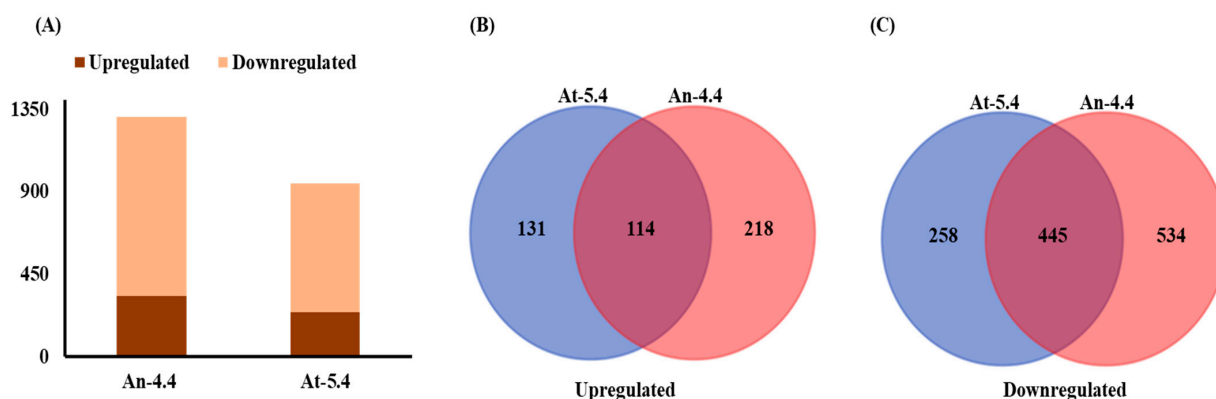 (A)
Upregulated Downregulated
1350
900
450
0
An-4.4 At-5.4
(B)
At-5.4 An-4.4
131 114 218
Upregulated
(C)
At-5.4 An-4.4
258 445 534
Downregulated